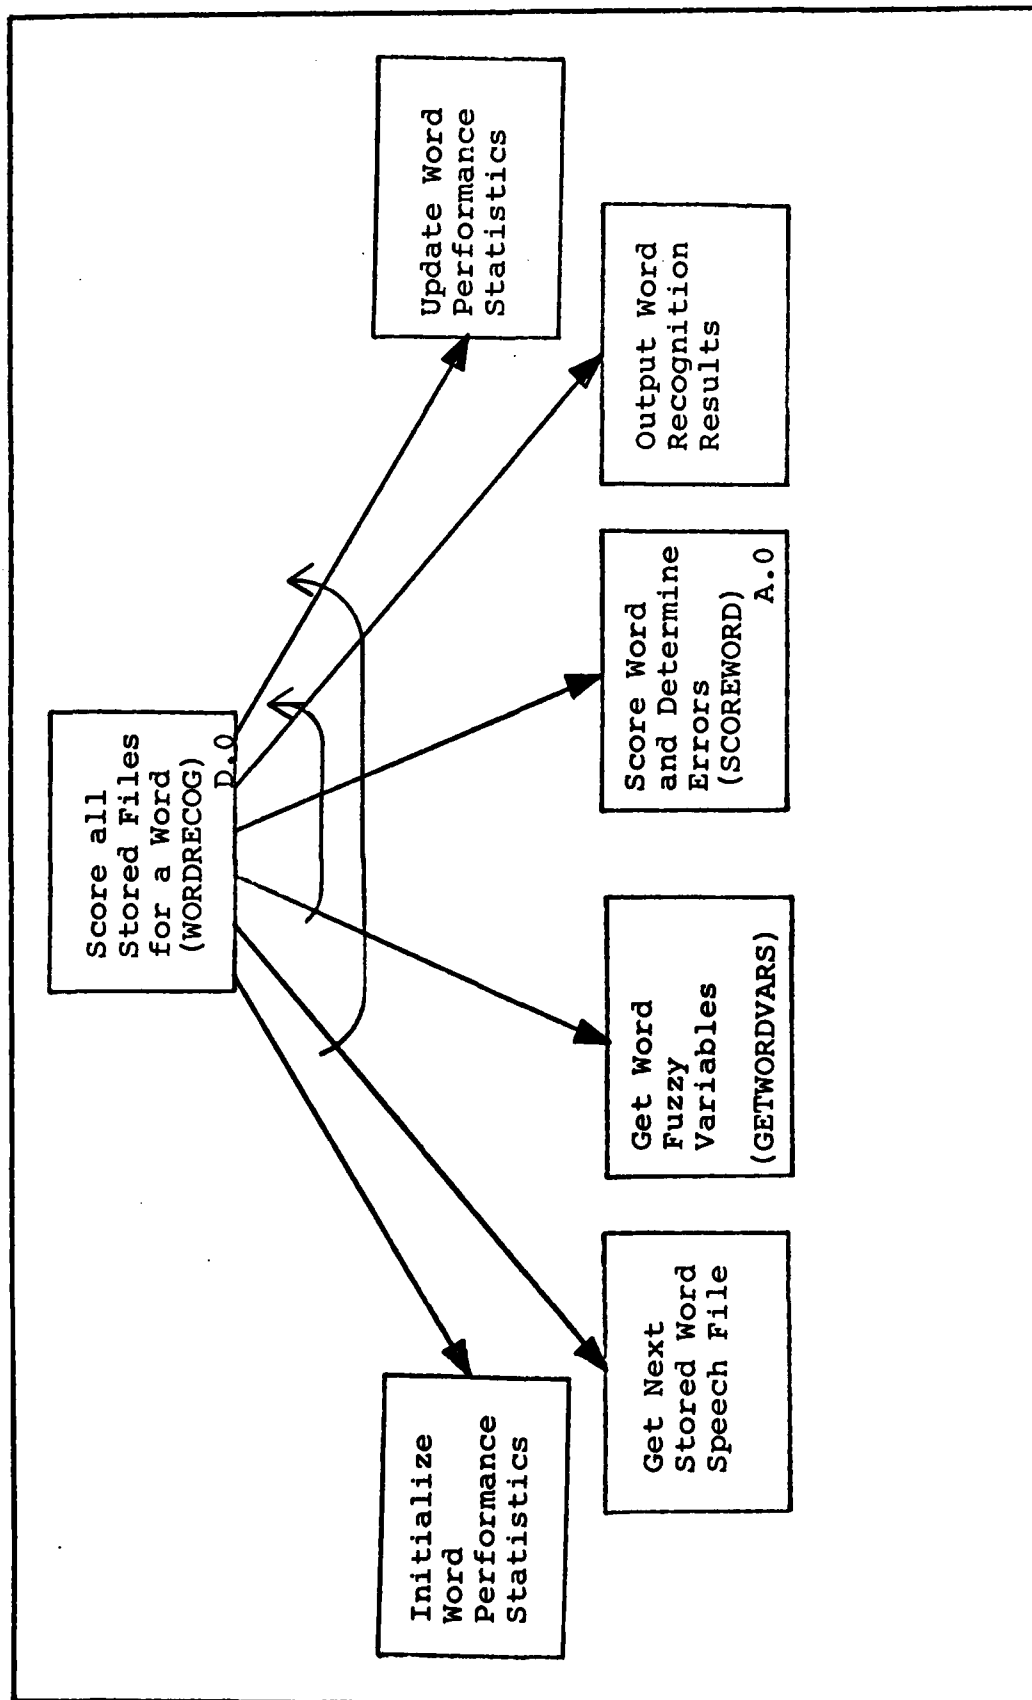 Score all
Stored Files
for a Word
(WORDRECOG)
D.0
Initialize
Word
Performance
Statistics
Get Next
Stored Word
Speech File
Get Word
Fuzzy
Variables
(GETWORDVARS)
Score Word
and Determine
Errors
(SCOREWORD)
A.0
Output Word
Recognition
Results
Update Word
Performance
Statistics